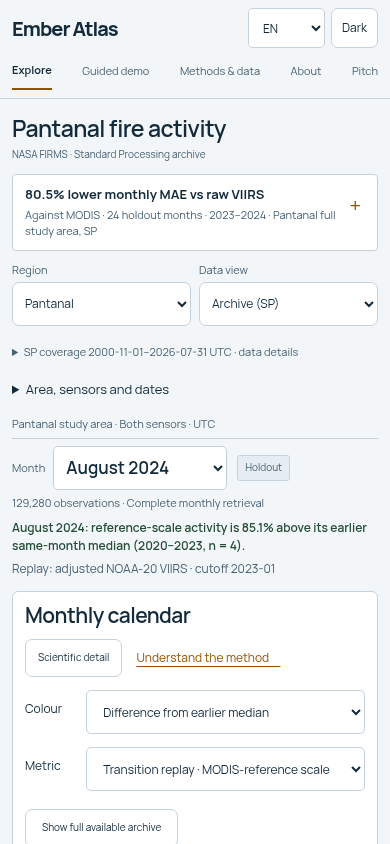 Ember Atlas
EN
Dark
Explore
Guided demo
Methods & data
About
Pitch
Pantanal fire activity
NASA FIRMS · Standard Processing archive
80.5% lower monthly MAE vs raw VIIRS
Against MODIS · 24 holdout months · 2023–2024 · Pantanal full
study area, SP
+
Region
Data view
Pantanal
Archive (SP)
▶ SP coverage 2000-11-01–2026-07-31 UTC · data details
▶ Area, sensors and dates
Pantanal study area · Both sensors · UTC
Month
August 2024
Holdout
129,280 observations · Complete monthly retrieval
August 2024: reference-scale activity is 85.1% above its earlier
same-month median (2020–2023, n = 4).
Replay: adjusted NOAA-20 VIIRS · cutoff 2023-01
Monthly calendar
Scientific detail
Understand the method
Colour
Difference from earlier median
Metric
Transition replay · MODIS-reference scale
Show full available archive